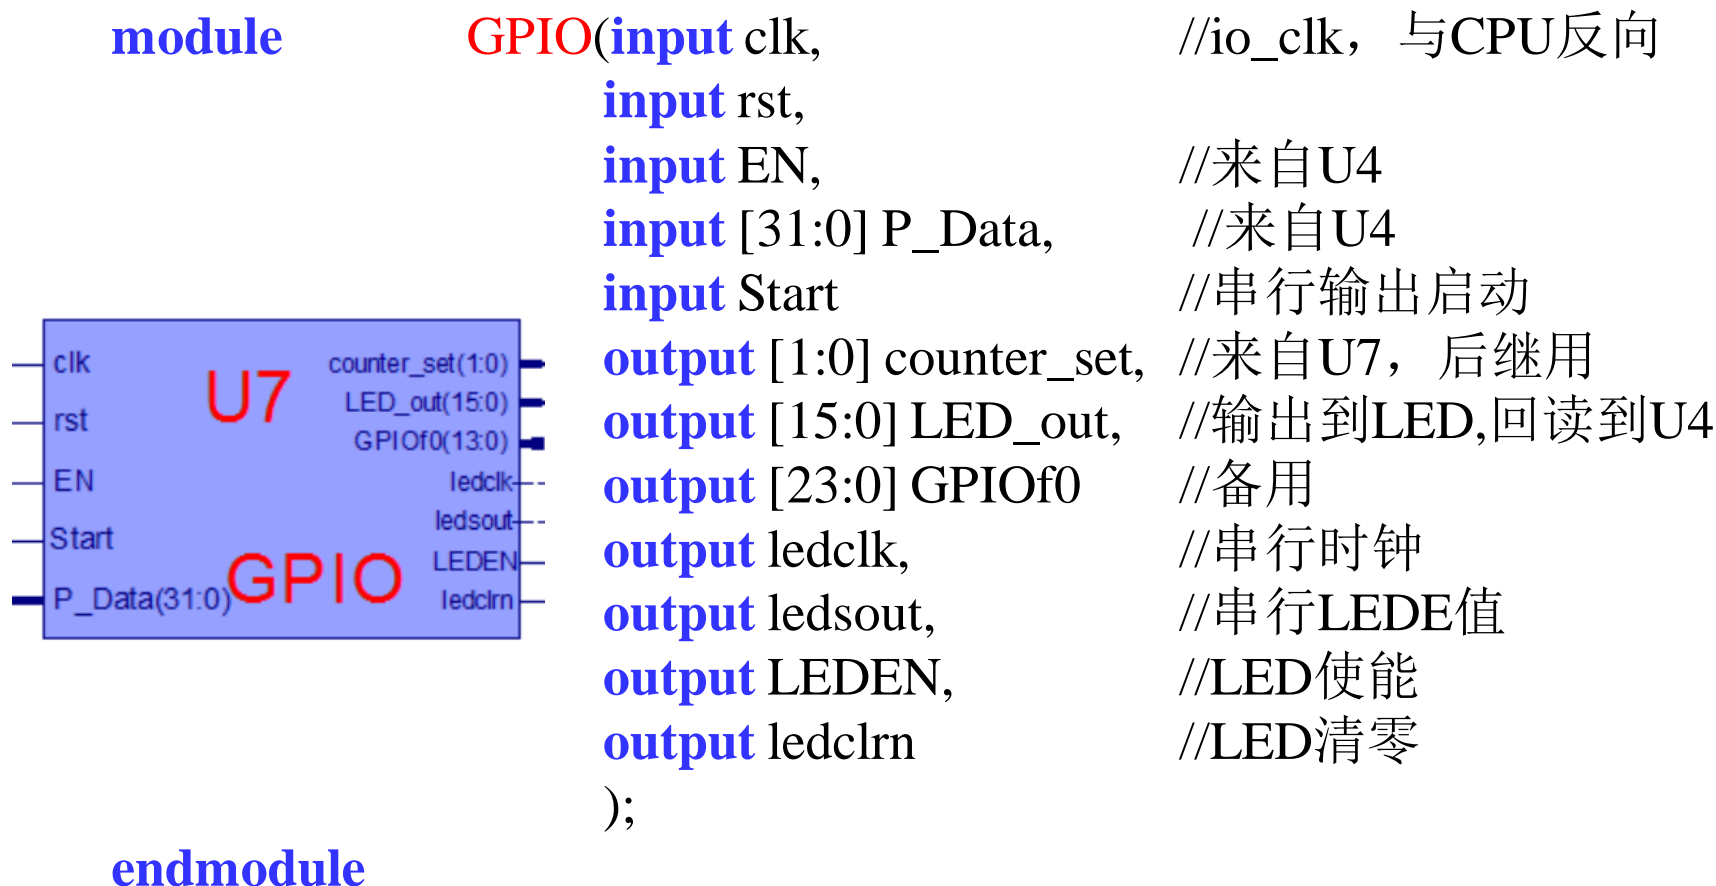 module GPIO(input clk, //io_clk，与CPU反向
input rst,
input EN, //来自U4
input [31:0] P_Data, //来自U4
input Start //串行输出启动
output [1:0] counter_set, //来自U7，后继用
output [15:0] LED_out, //输出到LED,回读到U4
output [23:0] GPIOf0 //备用
output ledclk, //串行时钟
output ledsout, //串行LEDE值
output LEDEN, //LED使能
output ledclrn //LED清零
);
endmodule
clk
rst
EN
Start
P_Data(31:0)
U7
GPIO
counter_set(1:0)
LED_out(15:0)
GPIOf0(13:0)
ledclk
ledsout
LEDEN
ledclrn